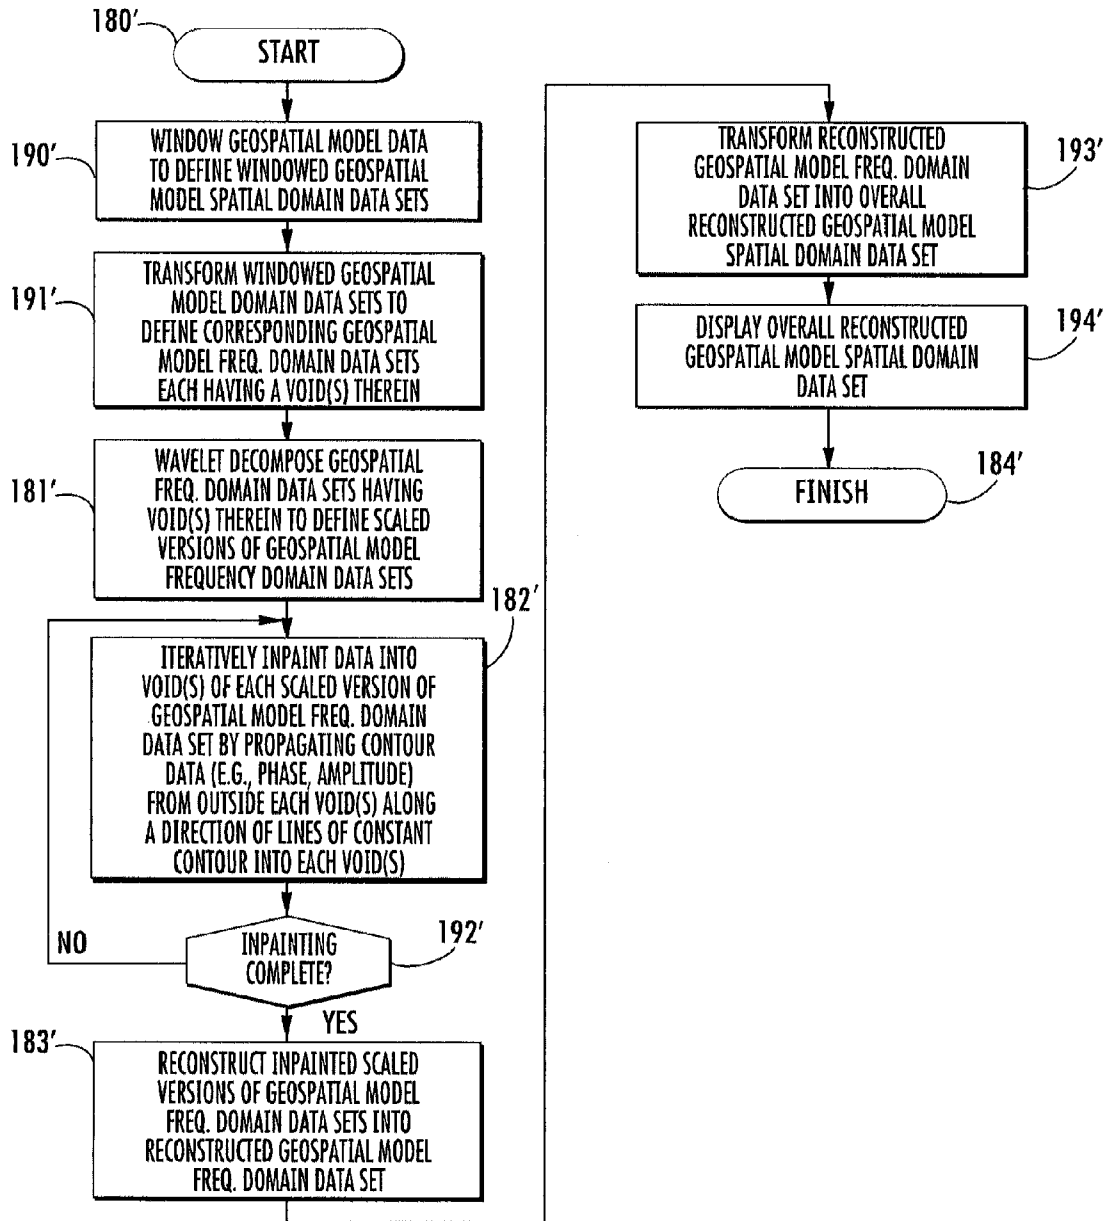 180'
START
190'
WINDOW GEOSPATIAL MODEL DATA
TO DEFINE WINDOWED GEOSPATIAL
MODEL SPATIAL DOMAIN DATA SETS
191'
TRANSFORM WINDOWED GEOSPATIAL
MODEL DOMAIN DATA SETS TO
DEFINE CORRESPONDING GEOSPATIAL
MODEL FREQ. DOMAIN DATA SETS
EACH HAVING A VOID(S) THEREIN
181'
WAVELET DECOMPOSE GEOSPATIAL
FREQ. DOMAIN DATA SETS HAVING
VOID(S) THEREIN TO DEFINE SCALED
VERSIONS OF GEOSPATIAL MODEL
FREQUENCY DOMAIN DATA SETS
182'
ITERATIVELY INPAINT DATA INTO
VOID(S) OF EACH SCALED VERSION OF
GEOSPATIAL MODEL FREQ. DOMAIN
DATA SET BY PROPAGATING CONTOUR
DATA (E.G., PHASE, AMPLITUDE)
FROM OUTSIDE EACH VOID(S) ALONG
A DIRECTION OF LINES OF CONSTANT
CONTOUR INTO EACH VOID(S)
192'
INPAINTING
COMPLETE?
NO
YES
183'
RECONSTRUCT INPAINTED SCALED
VERSIONS OF GEOSPATIAL MODEL
FREQ. DOMAIN DATA SETS INTO
RECONSTRUCTED GEOSPATIAL MODEL
FREQ. DOMAIN DATA SET
193'
TRANSFORM RECONSTRUCTED
GEOSPATIAL MODEL FREQ. DOMAIN
DATA SET INTO OVERALL
RECONSTRUCTED GEOSPATIAL MODEL
SPATIAL DOMAIN DATA SET
194'
DISPLAY OVERALL RECONSTRUCTED
GEOSPATIAL MODEL SPATIAL DOMAIN
DATA SET
184'
FINISH